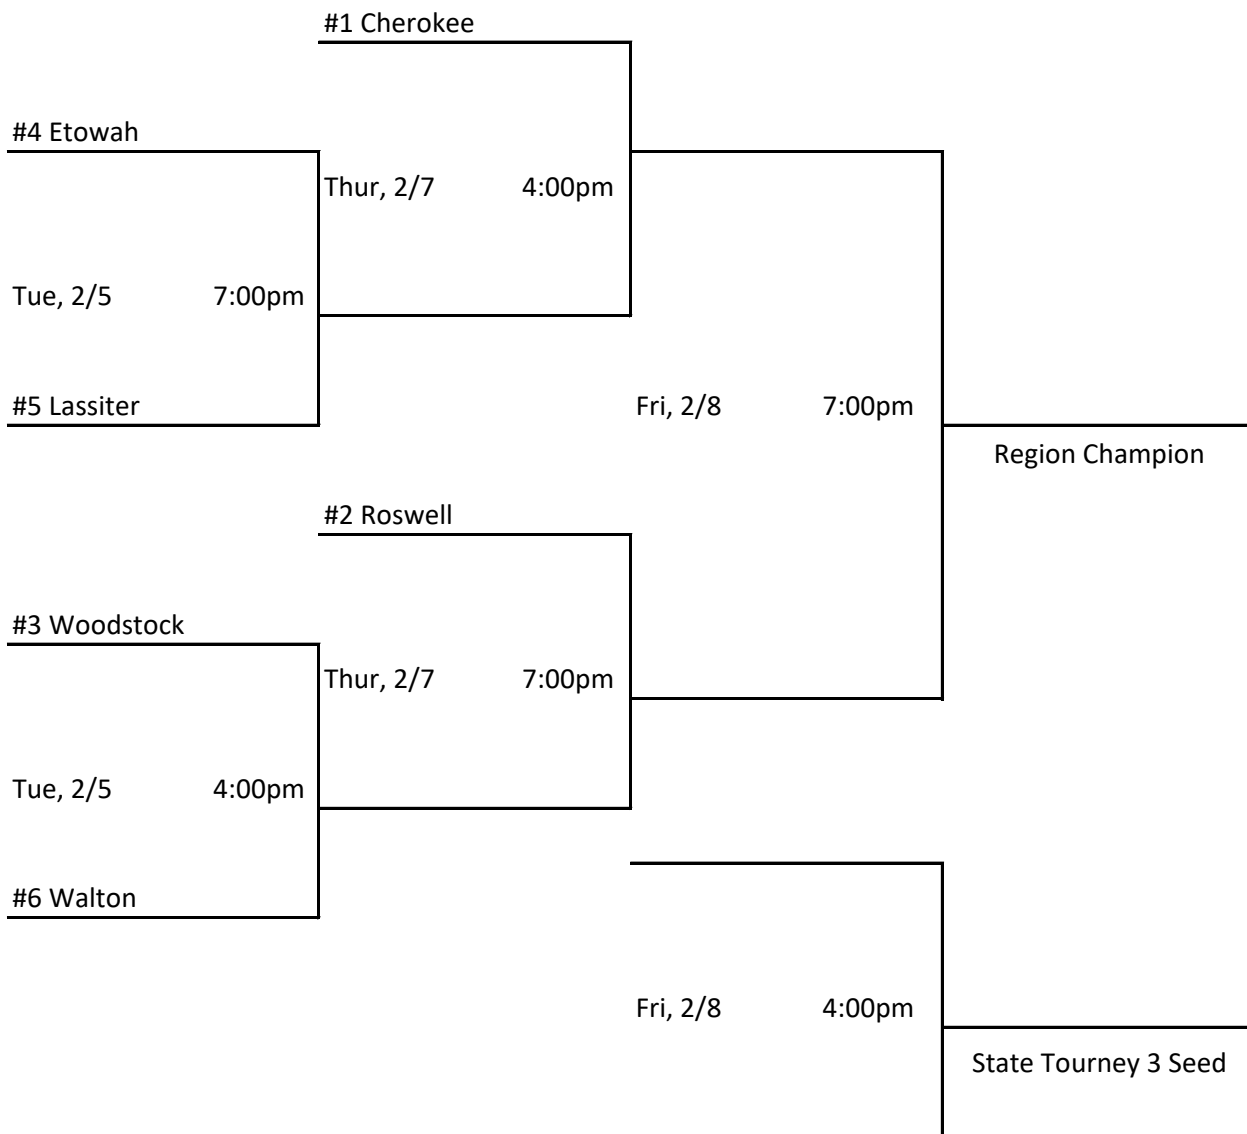 #1 Cherokee
#4 Etowah
Thur, 2/7 4:00pm
Tue, 2/5 7:00pm
#5 Lassiter
Fri, 2/8 7:00pm
Region Champion
#2 Roswell
#3 Woodstock
Thur, 2/7 7:00pm
Tue, 2/5 4:00pm
#6 Walton
Fri, 2/8 4:00pm
State Tourney 3 Seed